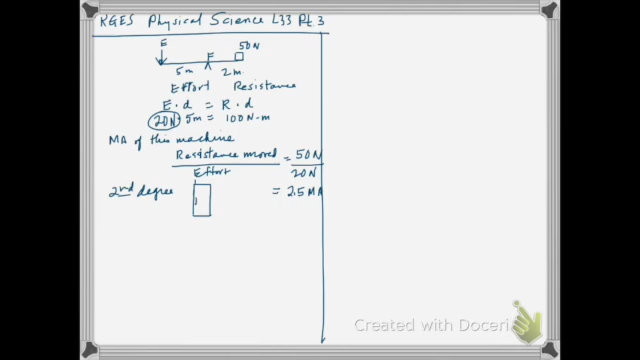 KGES Physical Science L33 Pt. 3
E
50N
F
5m 2m.
Effort Resistance
E · d = R · d
20N · 5m = 100N-m
MA of this machine
Resistance moved = 50N
Effort 20N
2nd degree = 2.5 MA
Created with Doceri